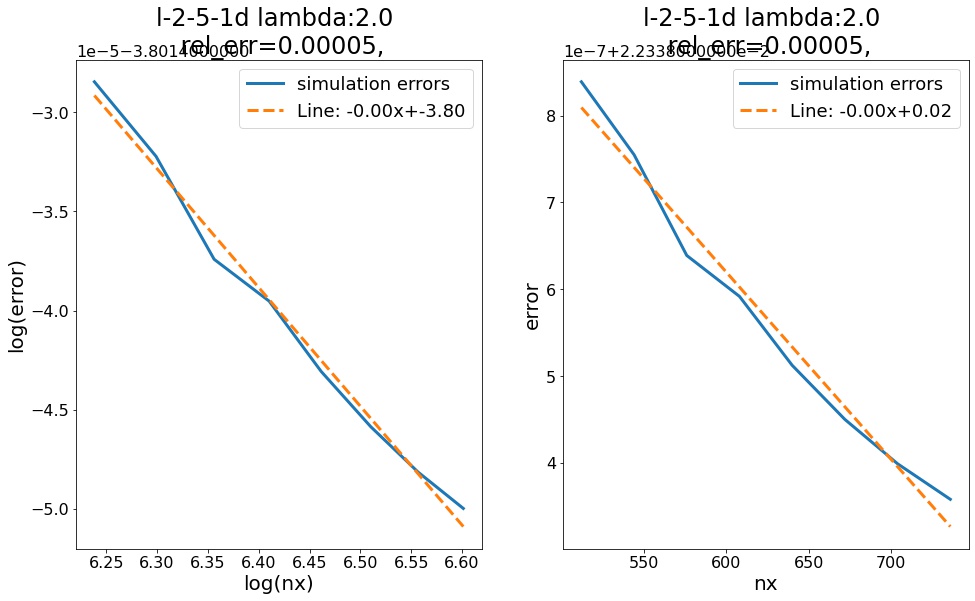 l-2-5-1d lambda:2.0
rel_err=0.00005,
1e−5−3.8014000000
simulation errors
Line: -0.00x+-3.80
−3.0
−3.5
−4.0
−4.5
−5.0
log(error)
6.25 6.30 6.35 6.40 6.45 6.50 6.55 6.60
log(nx)
l-2-5-1d lambda:2.0
rel_err=0.00005,
1e−7+2.2338000000e−2
simulation errors
Line: -0.00x+0.02
8
7
6
5
4
error
550 600 650 700
nx